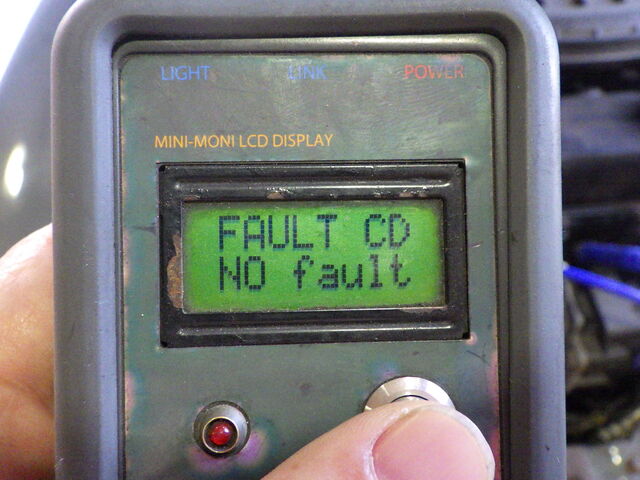 LIGHT LINK POWER
MINI-MONI LCD DISPLAY
FAULT CD
NO fault